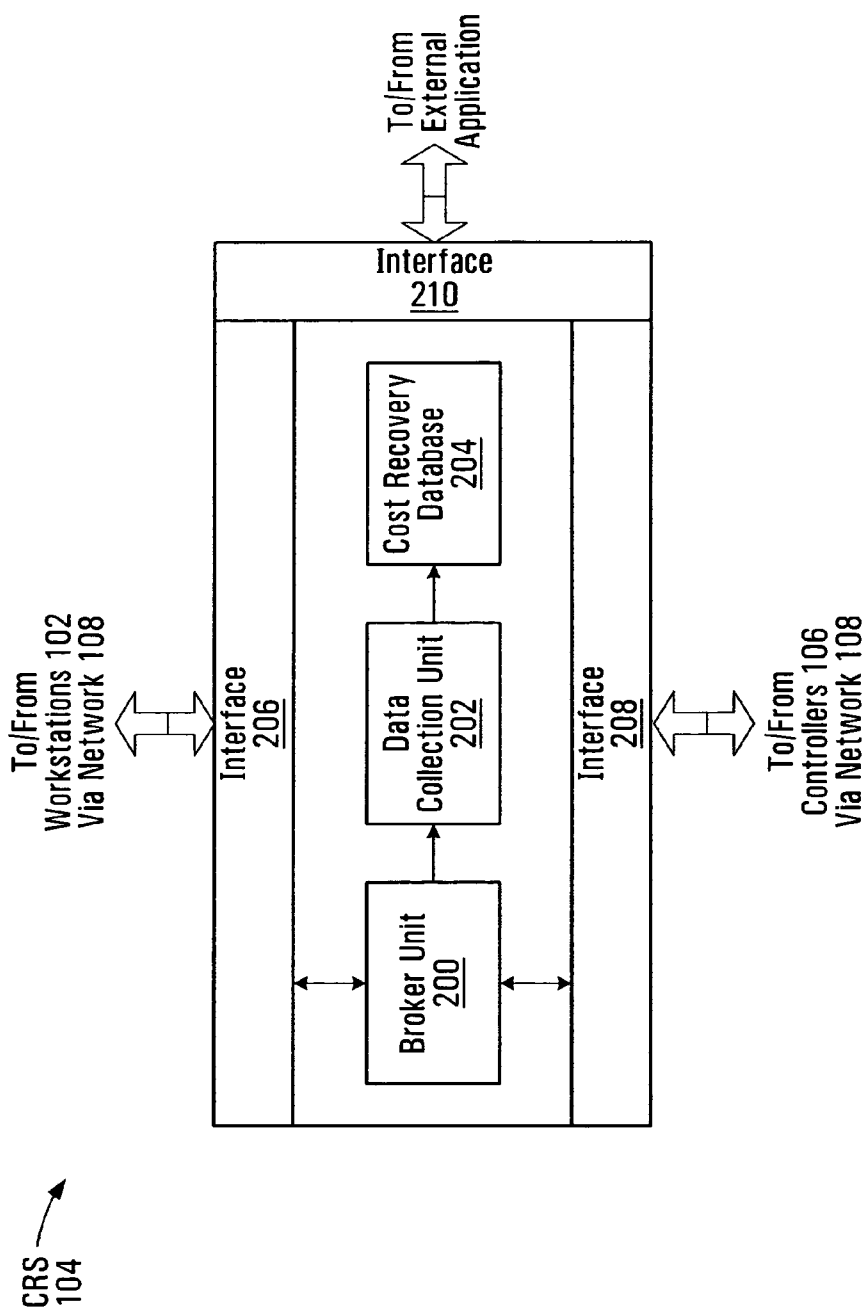 CRS
104
To/From
Workstations 102
Via Network 108
Interface
206
Broker Unit
200
Data
Collection Unit
202
Cost Recovery
Database
204
Interface
210
To/From
External
Application
Interface
208
To/From
Controllers 106
Via Network 108